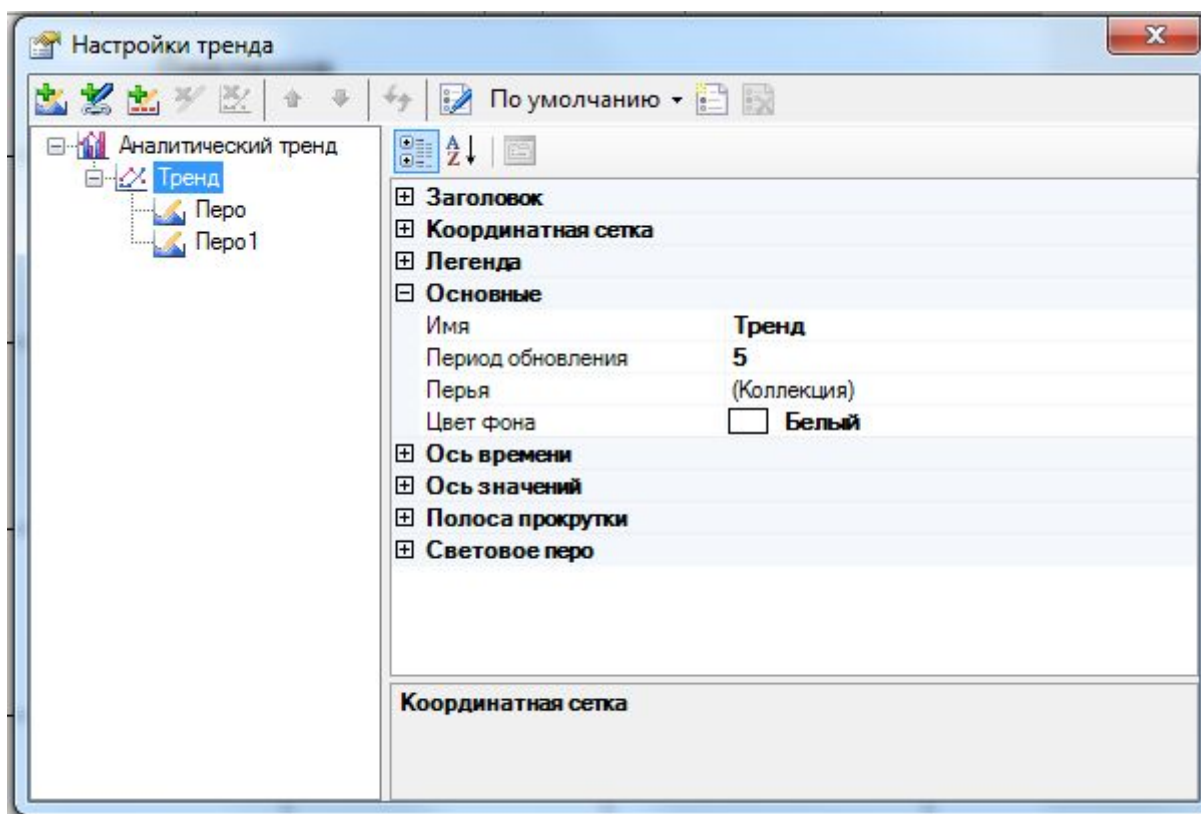 Настройки тренда
По умолчанию
Аналитический тренд
Тренд
Перо
Перо1
Заголовок
Координатная сетка
Легенда
Основные
Имя Тренд
Период обновления 5
Перья (Коллекция)
Цвет фона Белый
Ось времени
Ось значений
Полоса прокрутки
Световое перо
Координатная сетка